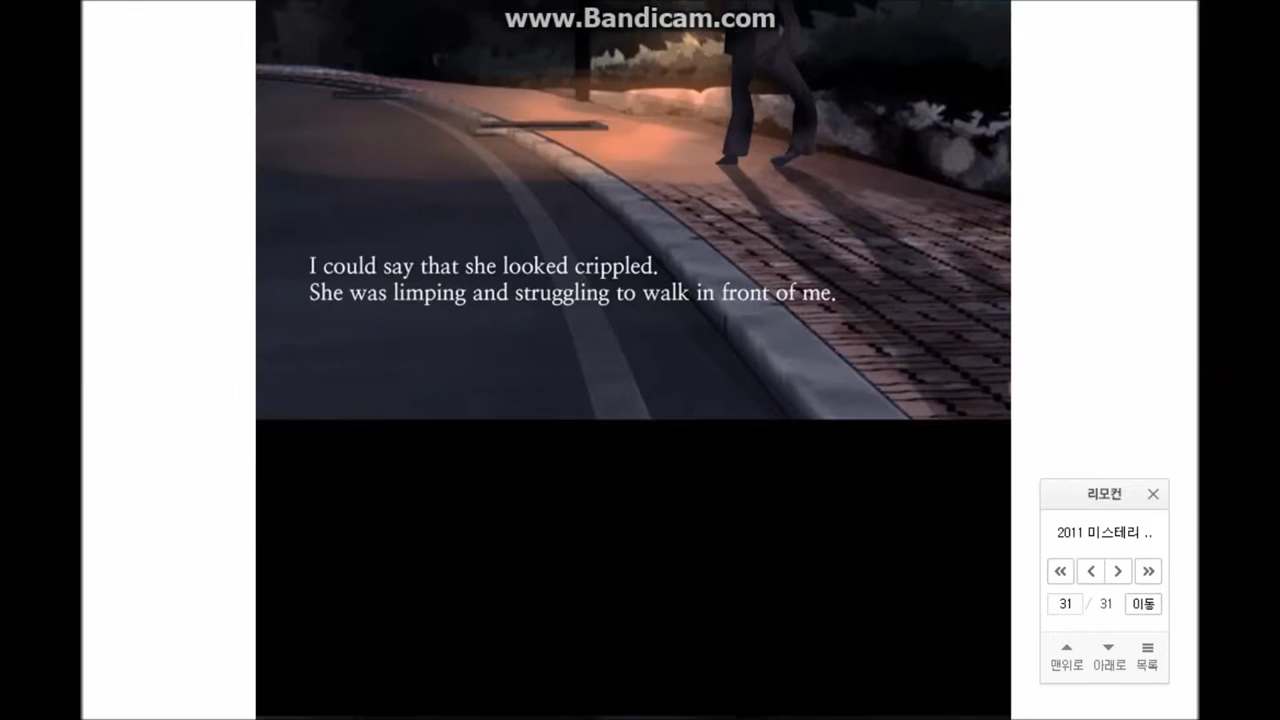 www.Bandicam.com
I could say that she looked crippled.
She was limping and struggling to walk in front of me.
리모컨
2011 미스테리 ..
31 / 31 이동
맨위로 아래로 목록